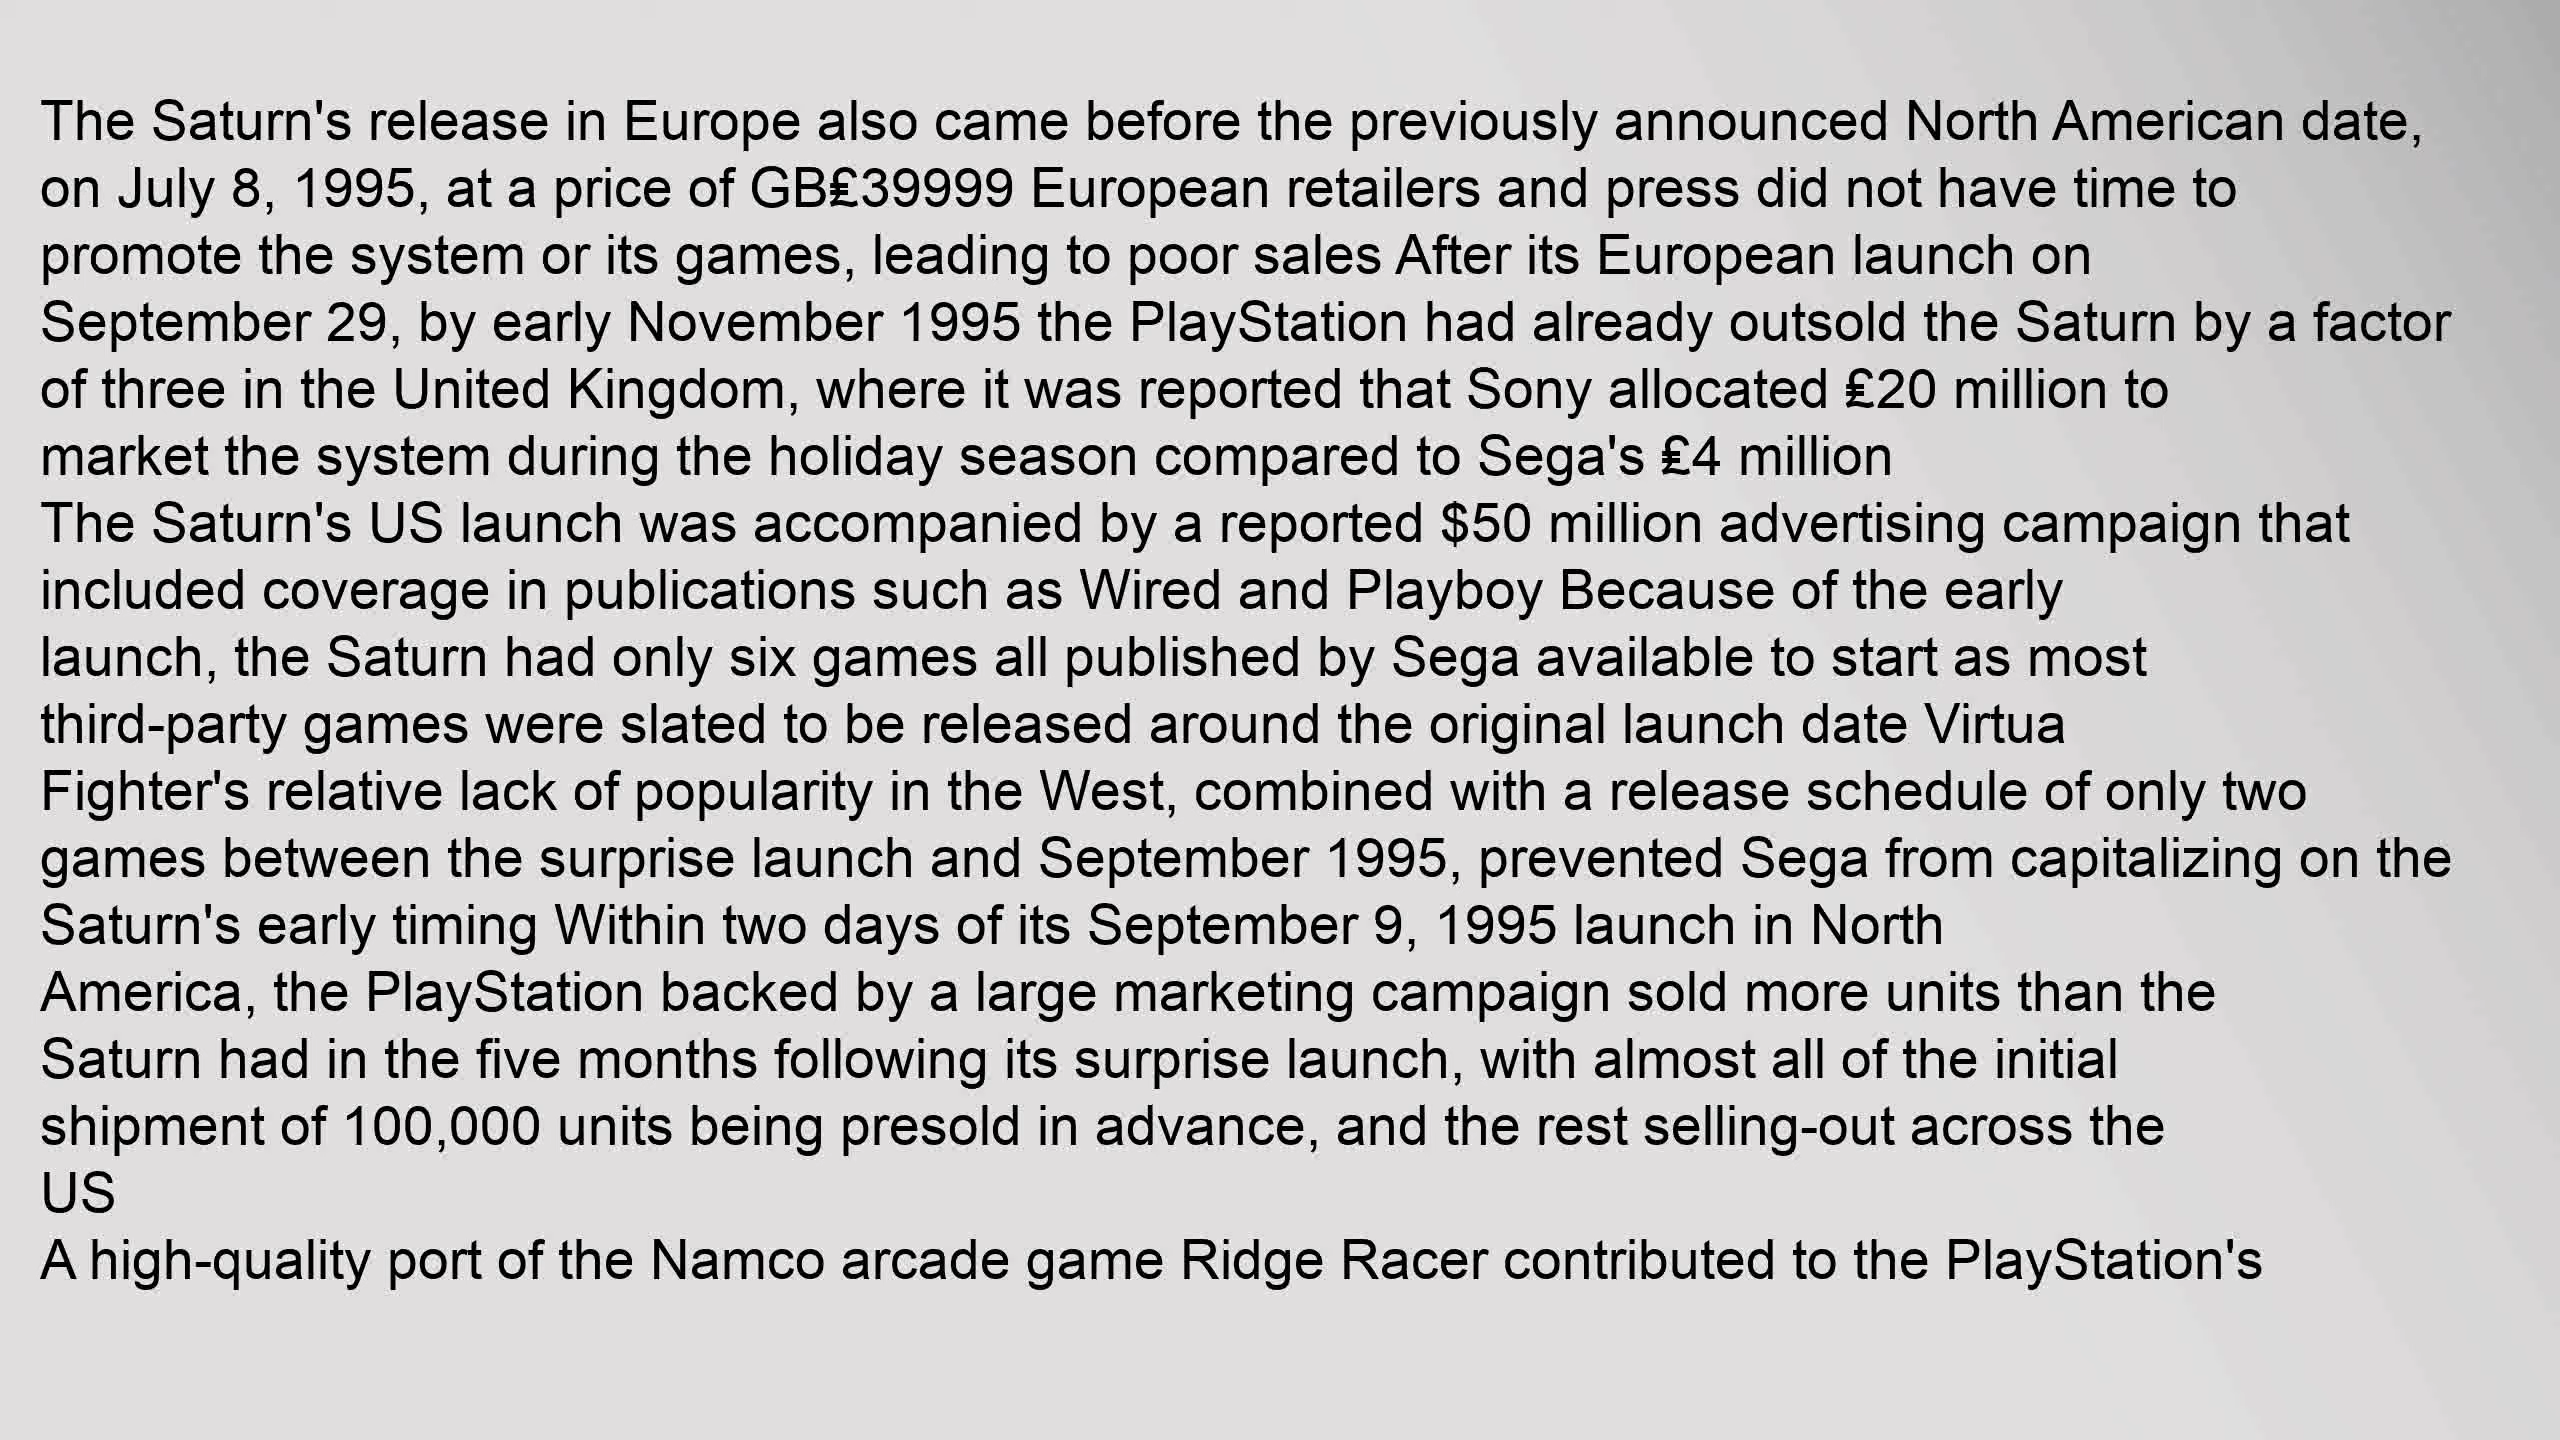 The Saturn's release in Europe also came before the previously announced North American date,
on July 8, 1995, at a price of GB₤39999 European retailers and press did not have time to
promote the system or its games, leading to poor sales After its European launch on
September 29, by early November 1995 the PlayStation had already outsold the Saturn by a factor
of three in the United Kingdom, where it was reported that Sony allocated ₤20 million to
market the system during the holiday season compared to Sega's ₤4 million
The Saturn's US launch was accompanied by a reported $50 million advertising campaign that
included coverage in publications such as Wired and Playboy Because of the early
launch, the Saturn had only six games all published by Sega available to start as most
third-party games were slated to be released around the original launch date Virtua
Fighter's relative lack of popularity in the West, combined with a release schedule of only two
games between the surprise launch and September 1995, prevented Sega from capitalizing on the
Saturn's early timing Within two days of its September 9, 1995 launch in North
America, the PlayStation backed by a large marketing campaign sold more units than the
Saturn had in the five months following its surprise launch, with almost all of the initial
shipment of 100,000 units being presold in advance, and the rest selling-out across the
US
A high-quality port of the Namco arcade game Ridge Racer contributed to the PlayStation's